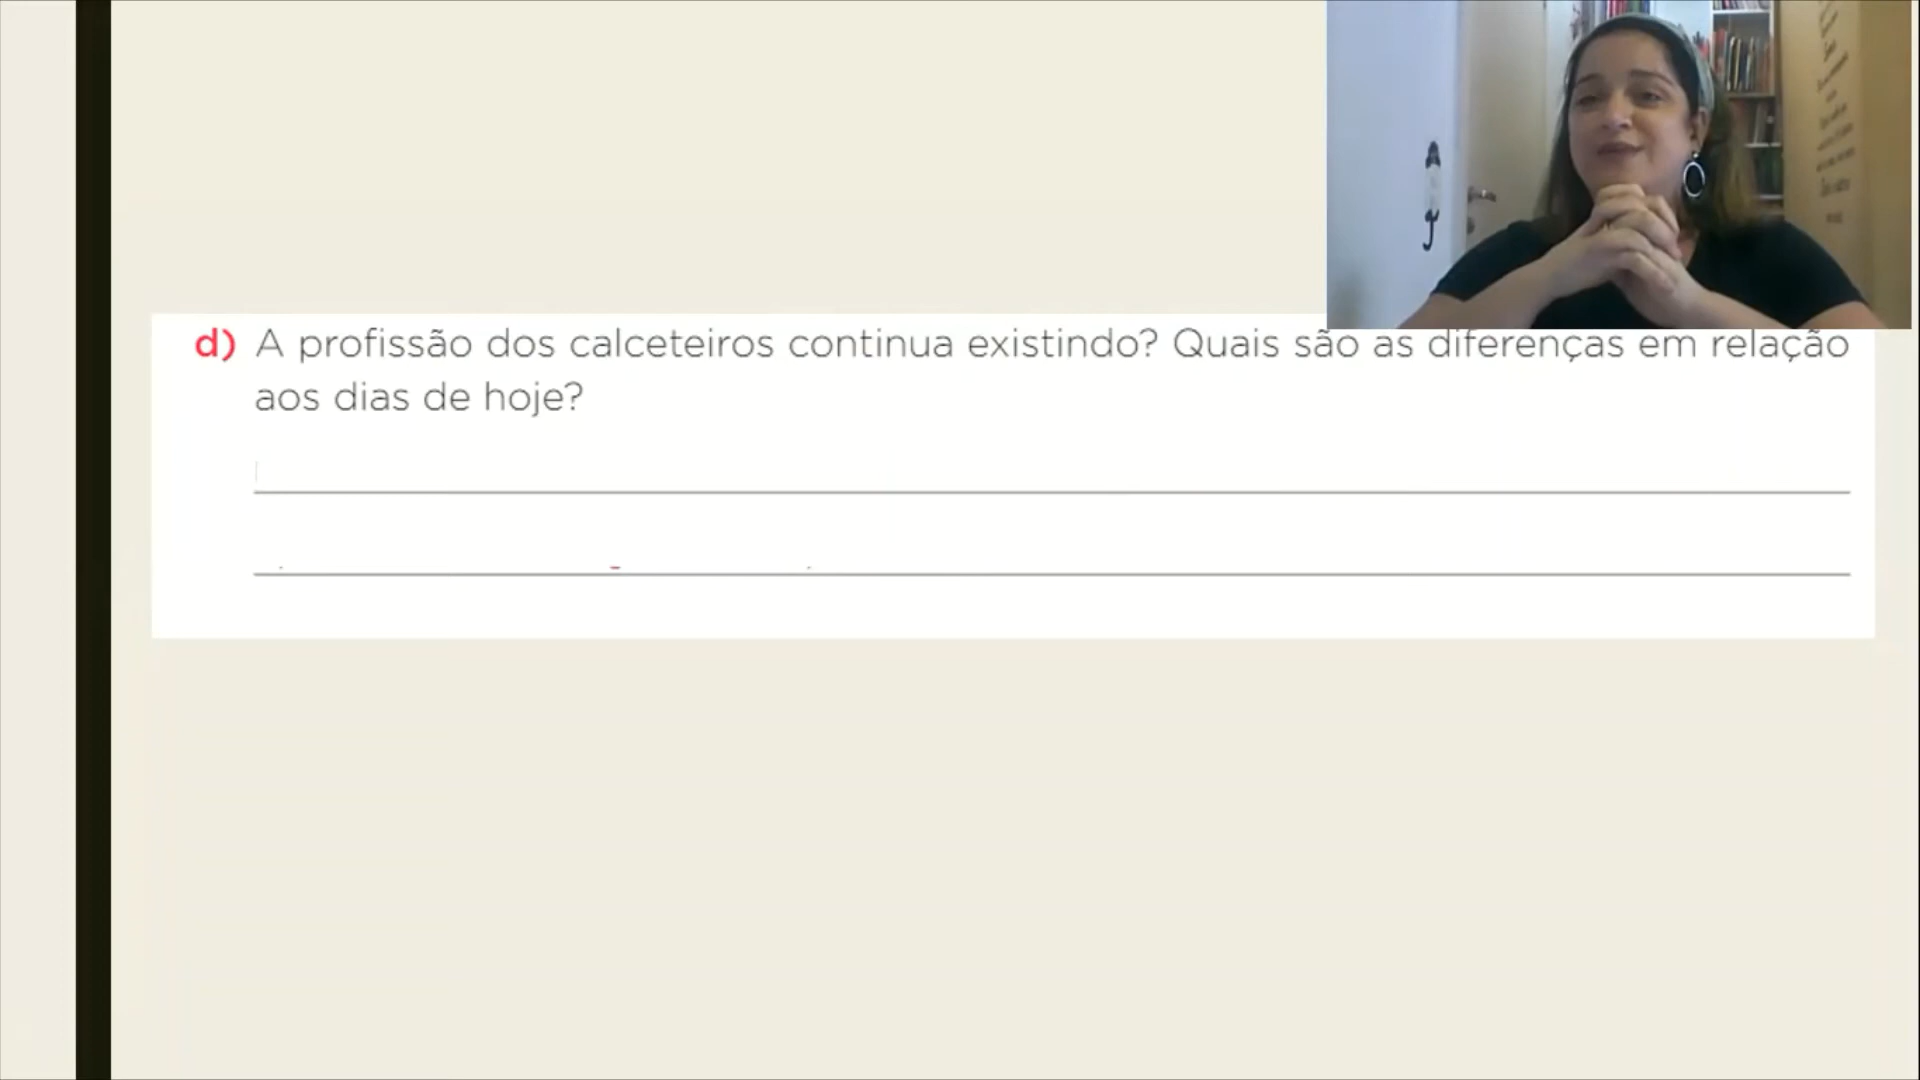 d) A profissão dos calceteiros continua existindo? Quais são as diferenças em relação
aos dias de hoje?